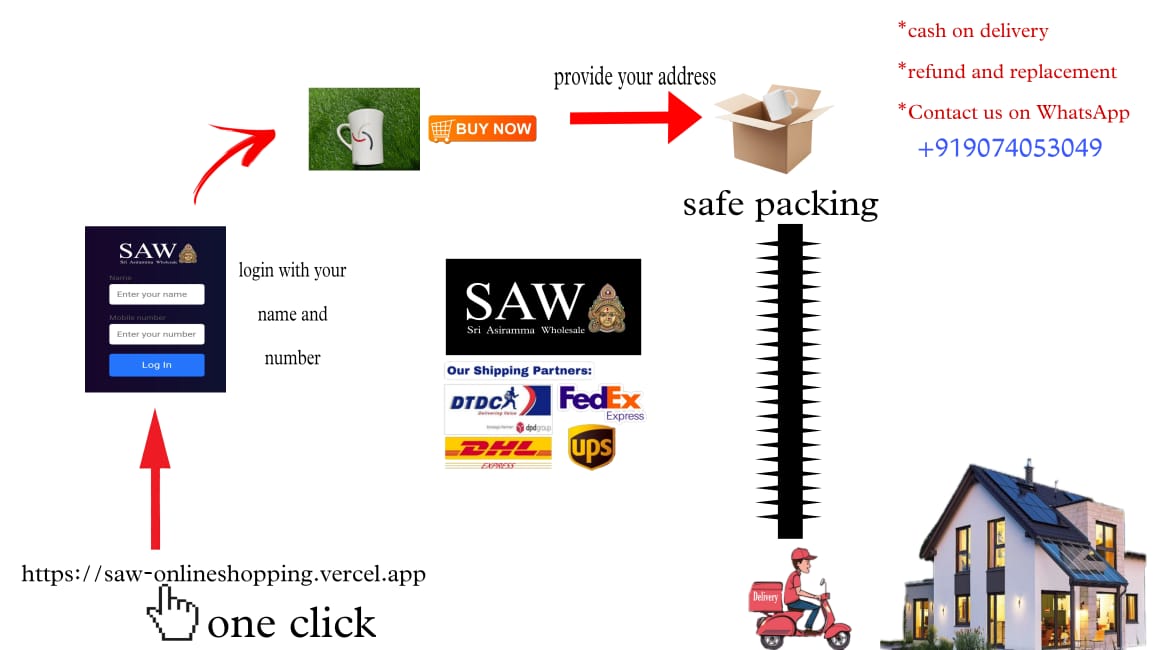 *cash on delivery
*refund and replacement
*Contact us on WhatsApp
+919074053049
provide your address
BUY NOW
safe packing
SAW
Sri Asiramma Wholesale
Name
Enter your name
Mobile number
Enter your number
Log In
login with your
name and
number
SAW
Sri Asiramma Wholesale
Our Shipping Partners:
DTDC
Delivering Value
dpdgroup
FedEx
Express
DHL
EXPRESS
ups
https://saw-onlineshopping.vercel.app
one click
Delivery